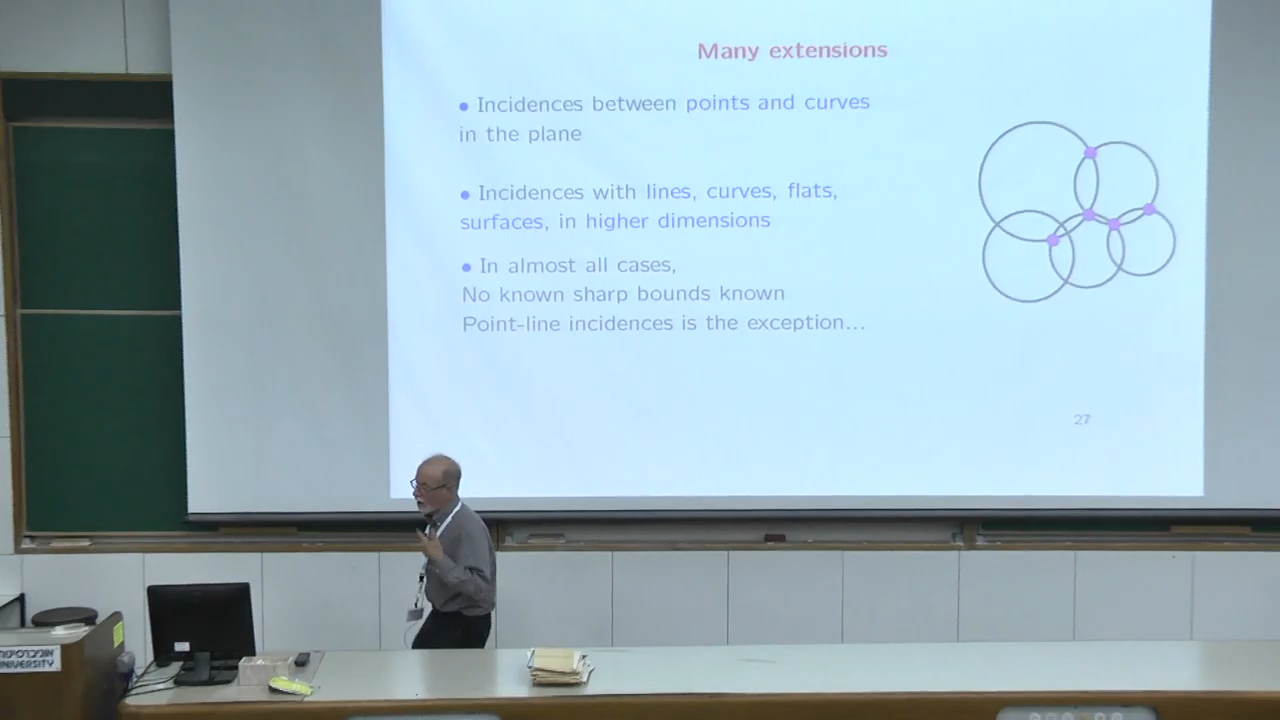 Many extensions
• Incidences between points and curves
in the plane
• Incidences with lines, curves, flats,
surfaces, in higher dimensions
• In almost all cases,
No known sharp bounds known
Point-line incidences is the exception...
27
UNIVERSITY